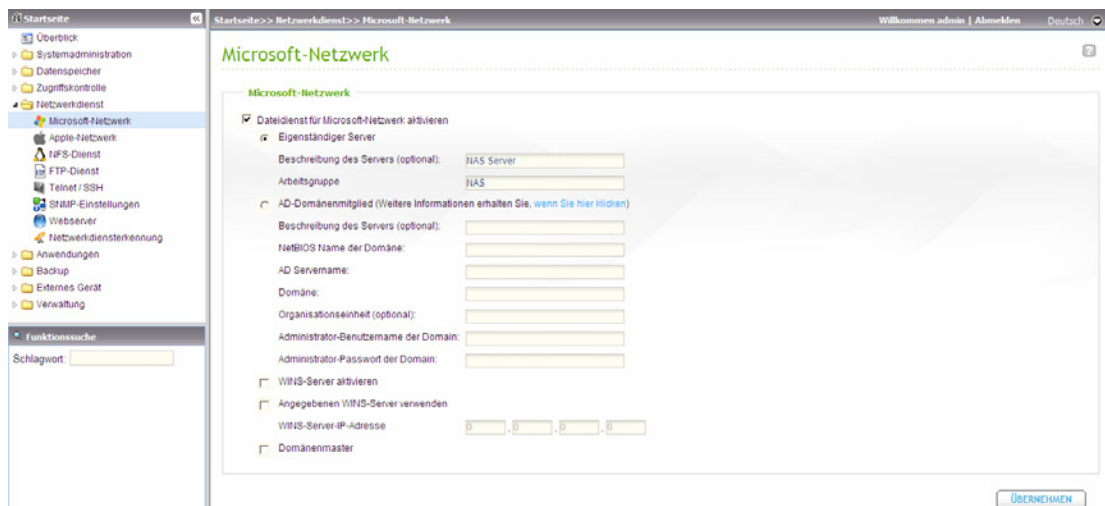 Startseite
Überblick
Systemadministration
Datenspeicher
Zugriffskontrolle
Netzwerkdienst
Microsoft-Netzwerk
Apple-Netzwerk
NFS-Dienst
FTP-Dienst
Telnet / SSH
SNMP-Einstellungen
Webserver
Netzwerkdiensterkennung
Anwendungen
Backup
Externes Gerät
Verwaltung
Funktionssuche
Schlagwort:
Startseite>> Netzwerkdienst>> Microsoft-Netzwerk
Willkommen admin | Abmelden Deutsch
Microsoft-Netzwerk
Microsoft-Netzwerk
Dateidienst für Microsoft-Netzwerk aktivieren
Eigenständiger Server
Beschreibung des Servers (optional): NAS Server
Arbeitsgruppe NAS
AD-Domänenmitglied (Weitere Informationen erhalten Sie, wenn Sie hier klicken)
Beschreibung des Servers (optional):
NetBIOS Name der Domäne:
AD Servername:
Domäne:
Organisationseinheit (optional):
Administrator-Benutzername der Domain:
Administrator-Passwort der Domain:
WINS-Server aktivieren
Angegebenen WINS-Server verwenden
WINS-Server-IP-Adresse 0 . 0 . 0 . 0
Domänenmaster
ÜBERNEHMEN